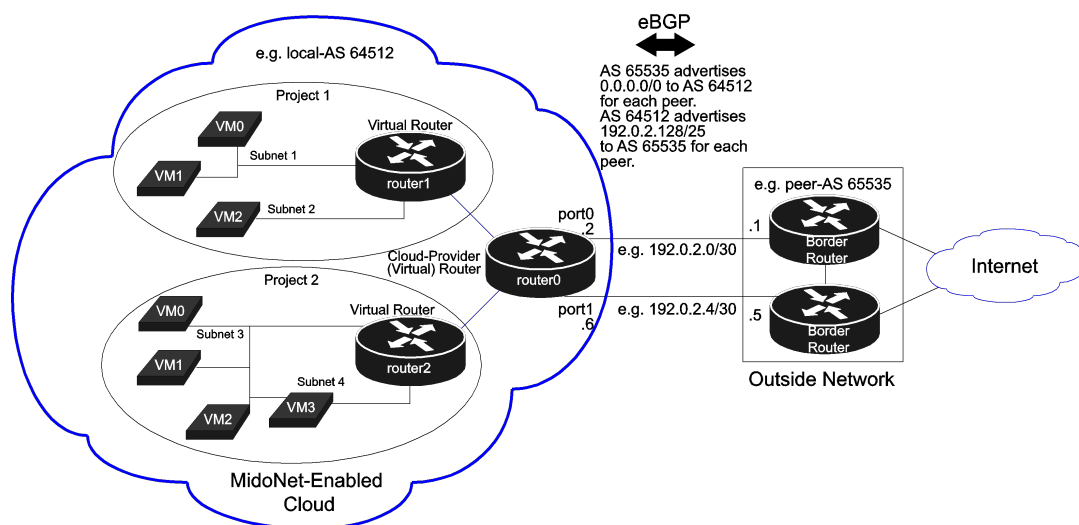 eBGP
AS 65535 advertises
0.0.0.0/0 to AS 64512
for each peer.
AS 64512 advertises
192.0.2.128/25
to AS 65535 for each
peer.
e.g. local-AS 64512
Project 1
VM0
Virtual Router
Subnet 1
VM1
router1
VM2
Subnet 2
Cloud-Provider
(Virtual) Router
router0
port0
.2
e.g. 192.0.2.0/30
port1
.6
e.g. 192.0.2.4/30
e.g. peer-AS 65535
.1
Border
Router
.5
Border
Router
Outside Network
Internet
Project 2
VM0
Virtual Router
Subnet 3
VM1
router2
Subnet 4
VM3
VM2
MidoNet-Enabled
Cloud